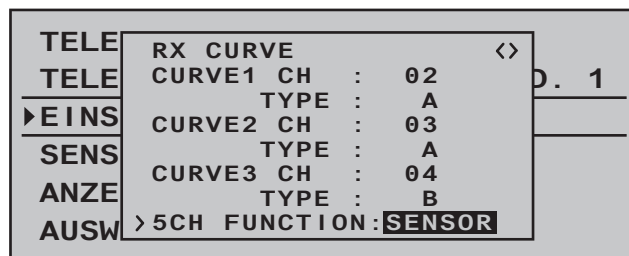 TELE
TELE D. 1
▶EINS
SENS
ANZE
AUSW
RX CURVE <>
CURVE1 CH : 02
TYPE : A
CURVE2 CH : 03
TYPE : A
CURVE3 CH : 04
TYPE : B
>5CH FUNCTION:SENSOR